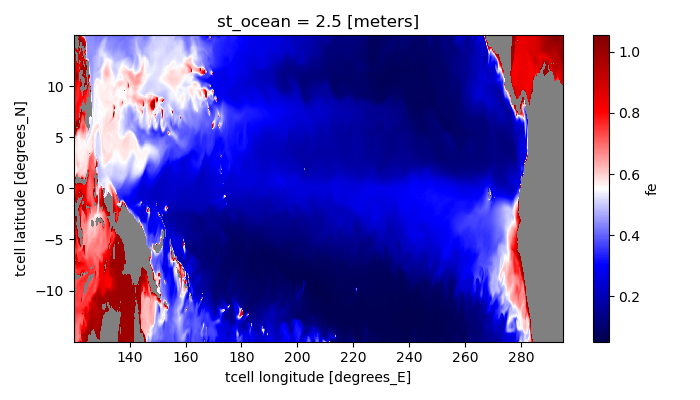 st_ocean = 2.5 [meters]
10
5
0
−5
−10
tcell latitude [degrees_N]
140 160 180 200 220 240 260 280
tcell longitude [degrees_E]
1.0
0.8
0.6
0.4
0.2
fe